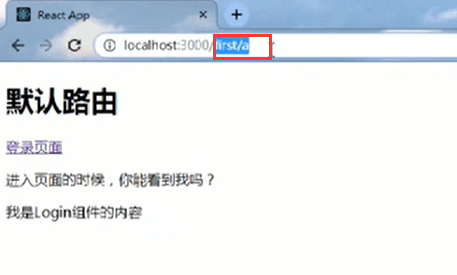 React App
localhost:3000/first/a
默认路由
登录页面
进入页面的时候，你能看到我吗？
我是Login组件的内容